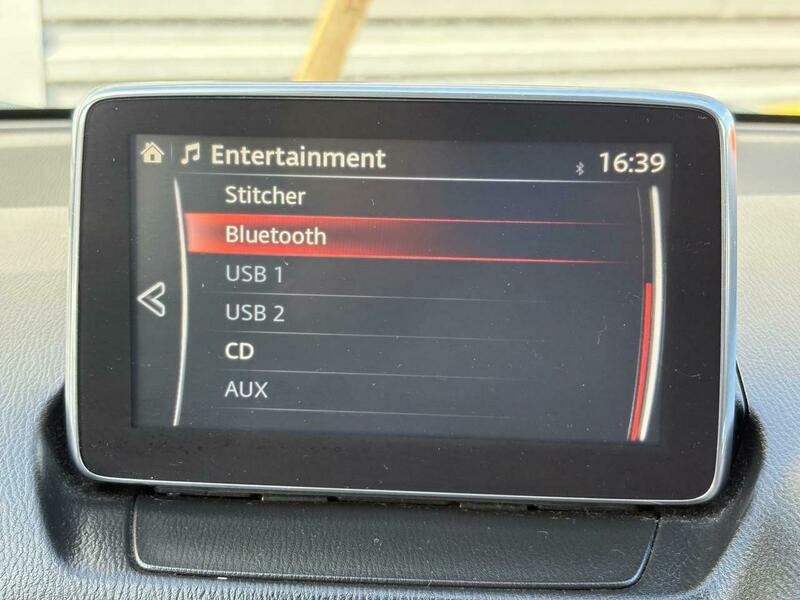 Entertainment 16:39
Stitcher
Bluetooth
USB 1
USB 2
CD
AUX